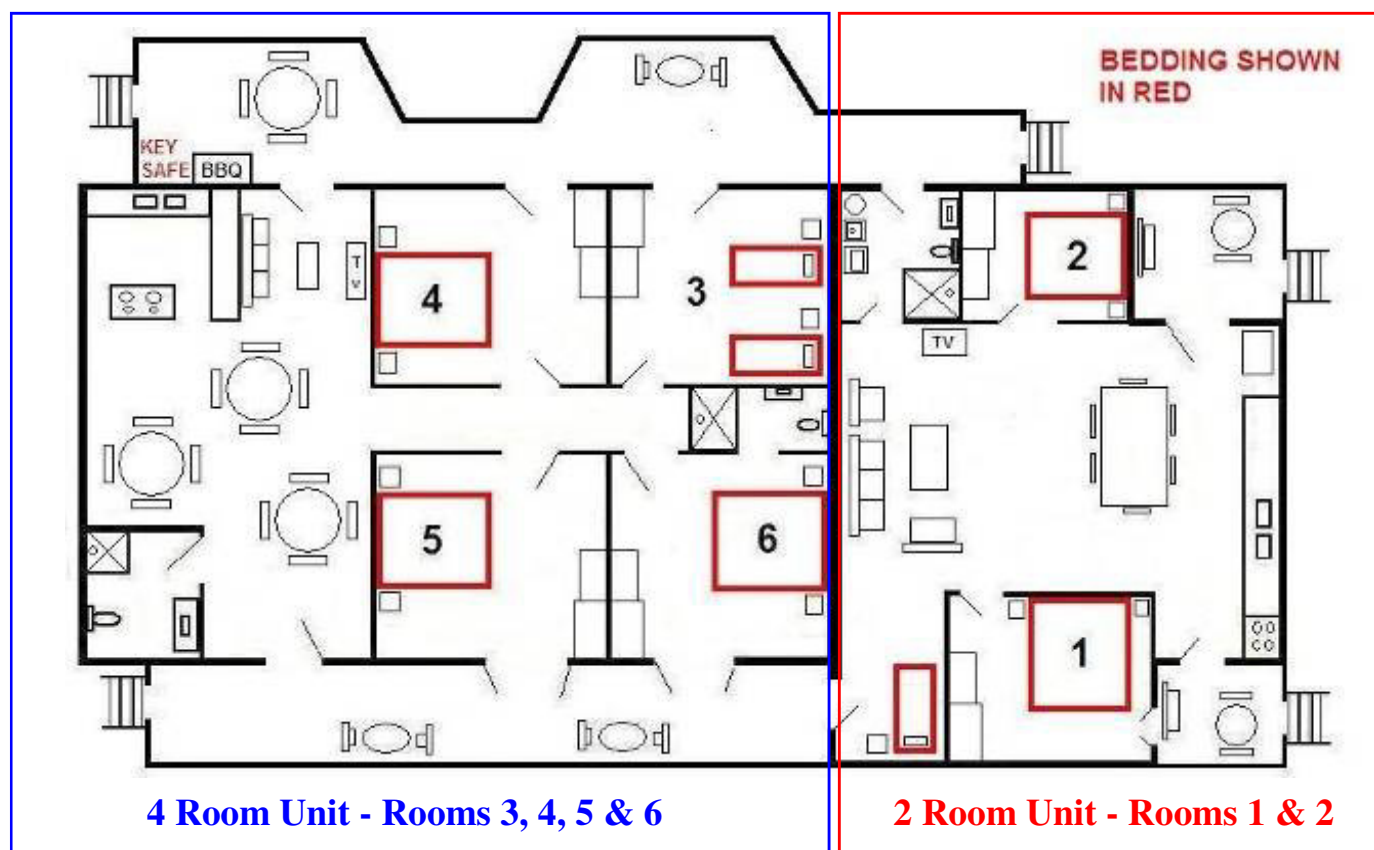 BEDDING SHOWN
IN RED
KEY
SAFE
BBQ
TV
4
3
2
TV
5
6
1
4 Room Unit - Rooms 3, 4, 5 & 6
2 Room Unit - Rooms 1 & 2